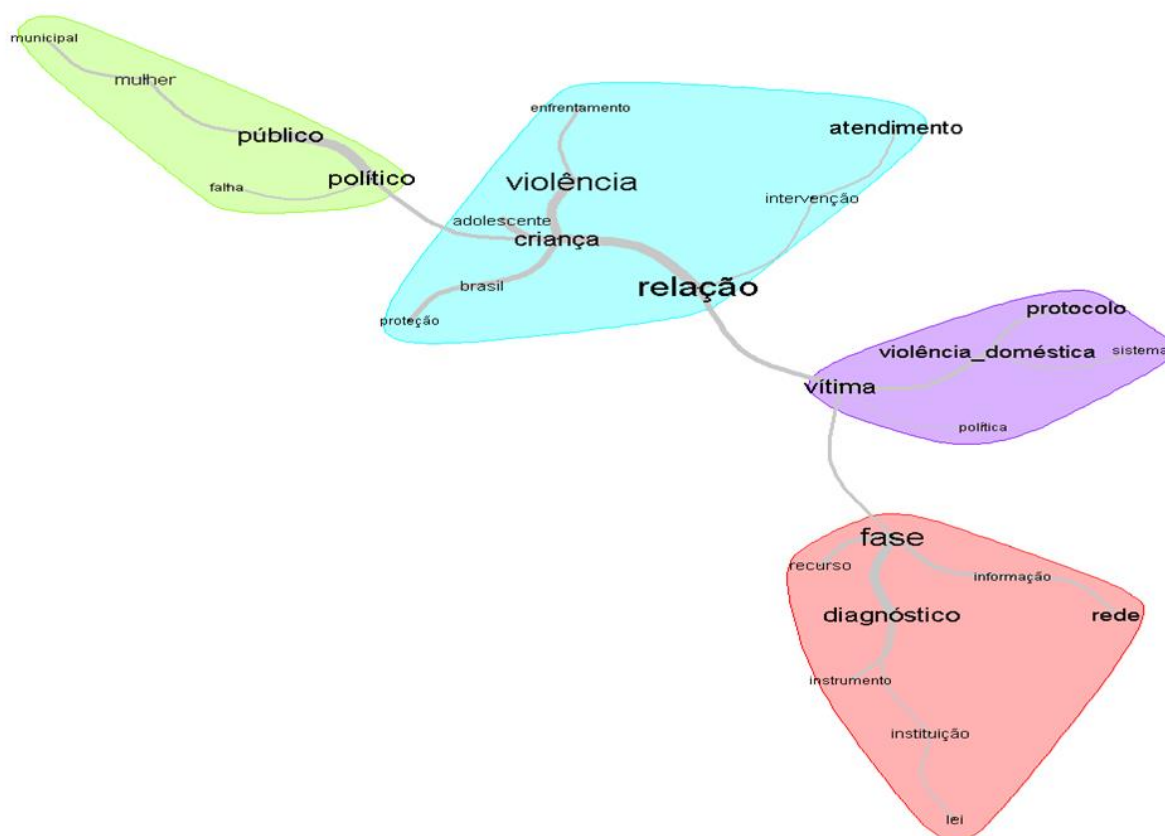 municipal
mulher
público
político
falha
enfrentamento
atendimento
violência
intervenção
adolescente
criança
brasil
relação
proteção
protocolo
violência_doméstica
sistema
vítima
política
fase
recurso
informação
diagnóstico
rede
instrumento
instituição
lei